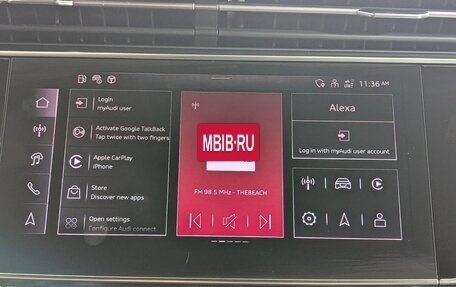 11:36 AM
Login
myAudi user
Activate Google TalkBack
Tap twice with two fingers
Apple CarPlay
iPhone
Store
Discover new apps
Open settings
Configure Audi connect
MBIB·RU
FM 98.5 MHz - THEBEACH
Alexa
Log in with myAudi user account